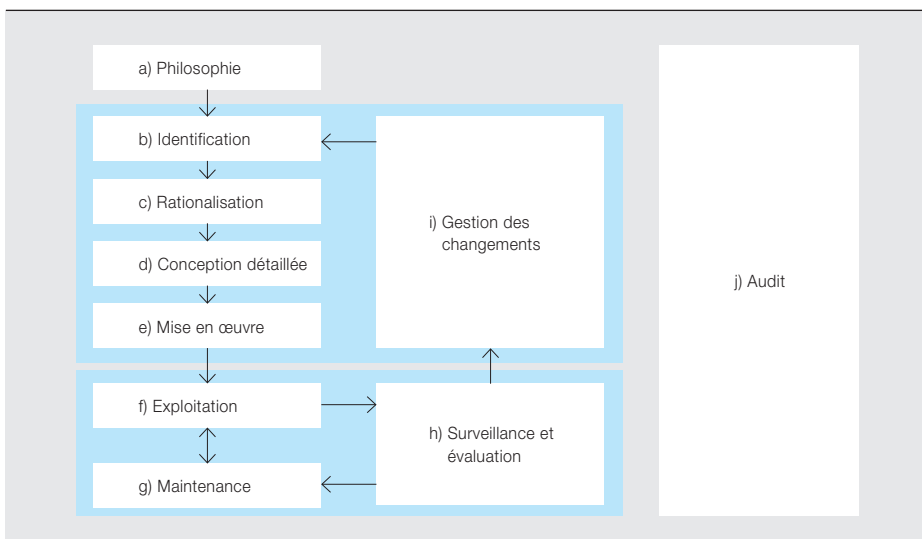 a) Philosophie
b) Identification
c) Rationalisation
d) Conception détaillée
e) Mise en œuvre
f) Exploitation
g) Maintenance
h) Surveillance et
évaluation
i) Gestion des
changements
j) Audit